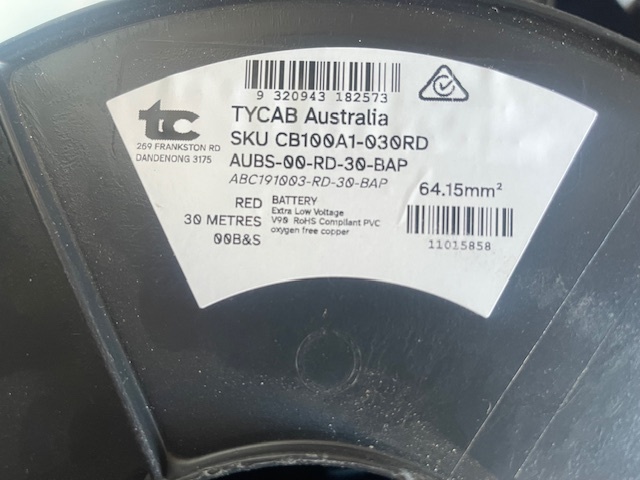 9 320943 182573
tc
269 FRANKSTON RD
DANDENONG 3175
TYCAB Australia
SKU CB100A1-030RD
AUBS-00-RD-30-BAP
ABC191003-RD-30-BAP
RED
30 METRES
00B&S
BATTERY
Extra Low Voltage
V90 RoHS Compliant PVC
oxygen free copper
64.15mm²
11015858